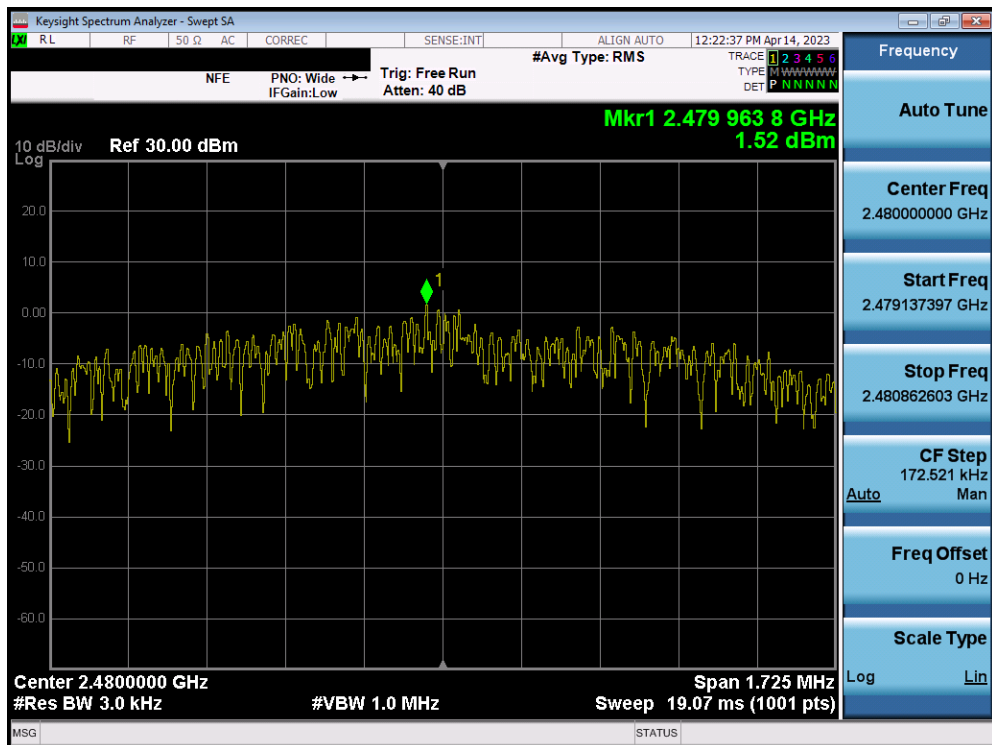 Keysight Spectrum Analyzer - Swept SA
LXI RL RF 50 Ω AC CORREC SENSE:INT ALIGN AUTO 12:22:37 PM Apr 14, 2023
#Avg Type: RMS TRACE 1 2 3 4 5 6
NFE PNO: Wide Trig: Free Run TYPE M W W W W W
IFGain:Low Atten: 40 dB DET P N N N N N
Mkr1 2.479 963 8 GHz
1.52 dBm
10 dB/div Ref 30.00 dBm
Log
1
20.0
10.0
0.00
-10.0
-20.0
-30.0
-40.0
-50.0
-60.0
Center 2.4800000 GHz Span 1.725 MHz
#Res BW 3.0 kHz #VBW 1.0 MHz Sweep 19.07 ms (1001 pts)
MSG STATUS
Frequency
Auto Tune
Center Freq
2.480000000 GHz
Start Freq
2.479137397 GHz
Stop Freq
2.480862603 GHz
CF Step
172.521 kHz
Auto Man
Freq Offset
0 Hz
Scale Type
Log Lin